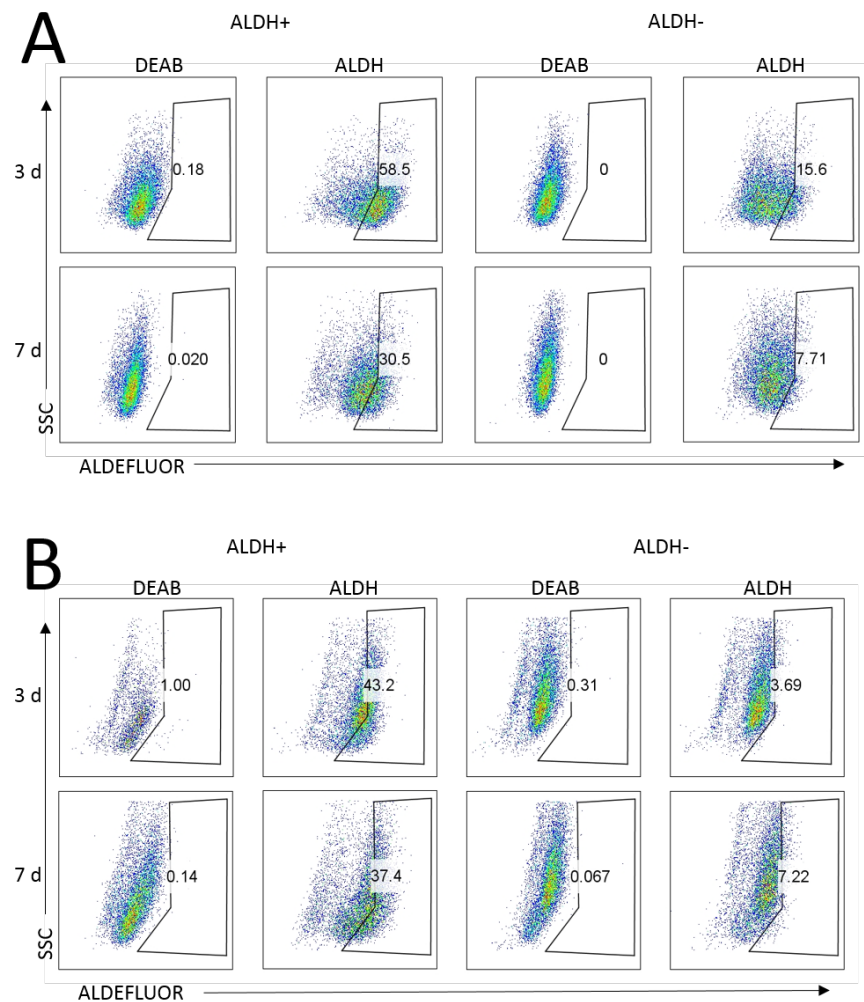 A
ALDH+ ALDH-
DEAB ALDH DEAB ALDH
3 d 0.18 58.5 0 15.6
7 d 0.020 30.5 0 7.71
SSC
ALDEFLUOR
B
ALDH+ ALDH-
DEAB ALDH DEAB ALDH
3 d 1.00 43.2 0.31 3.69
7 d 0.14 37.4 0.067 7.22
SSC
ALDEFLUOR